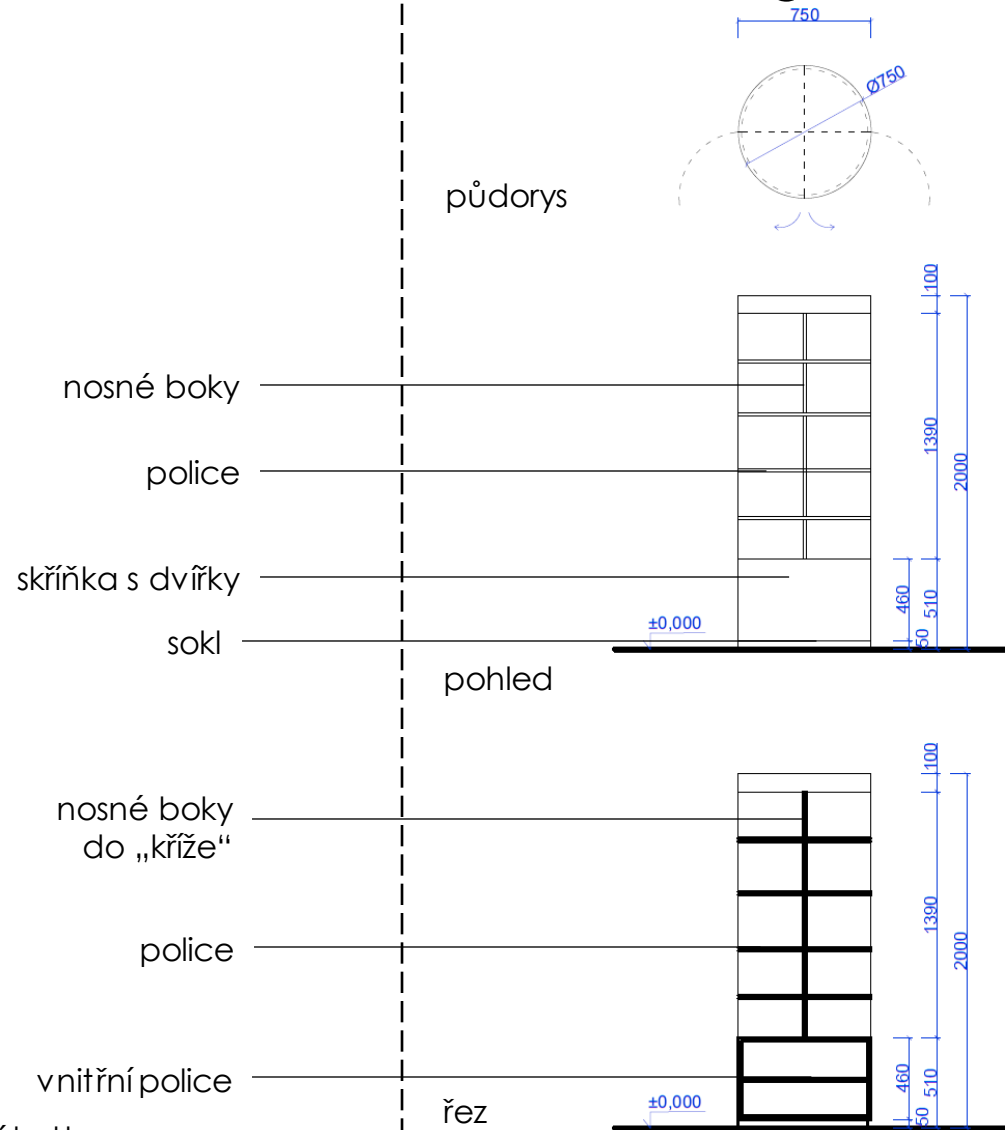 750
Ø750
půdorys
100
nosné boky
1390
police
2000
skříňka s dvířky
460
510
±0,000
sokl
50
pohled
100
nosné boky
do „kříže“
1390
police
2000
vnitřní police
460
510
±0,000
50
řez